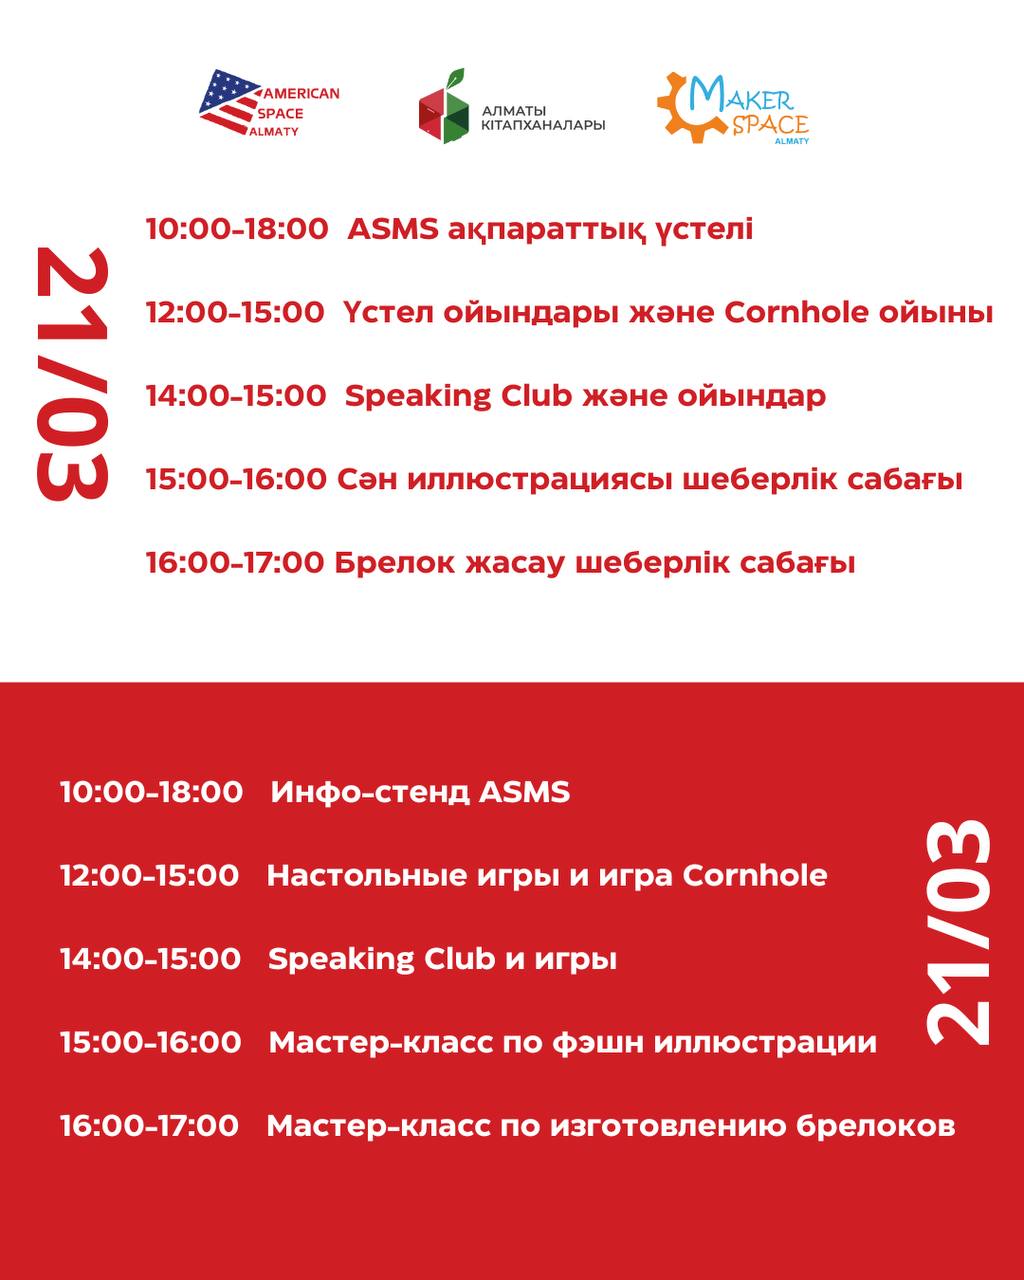 AMERICAN
SPACE
ALMATY
АЛМАТЫ
КІТАПХАНАЛАРЫ
MAKER
SPACE
ALMATY
21/03
10:00-18:00 ASMS ақпараттық үстелі
12:00-15:00 Үстел ойындары және Cornhole ойыны
14:00-15:00 Speaking Club және ойындар
15:00-16:00 Сән иллюстрациясы шеберлік сабағы
16:00-17:00 Брелок жасау шеберлік сабағы
10:00-18:00 Инфо-стенд ASMS
12:00-15:00 Настольные игры и игра Cornhole
14:00-15:00 Speaking Club и игры
15:00-16:00 Мастер-класс по фэшн иллюстрации
16:00-17:00 Мастер-класс по изготовлению брелоков
21/03